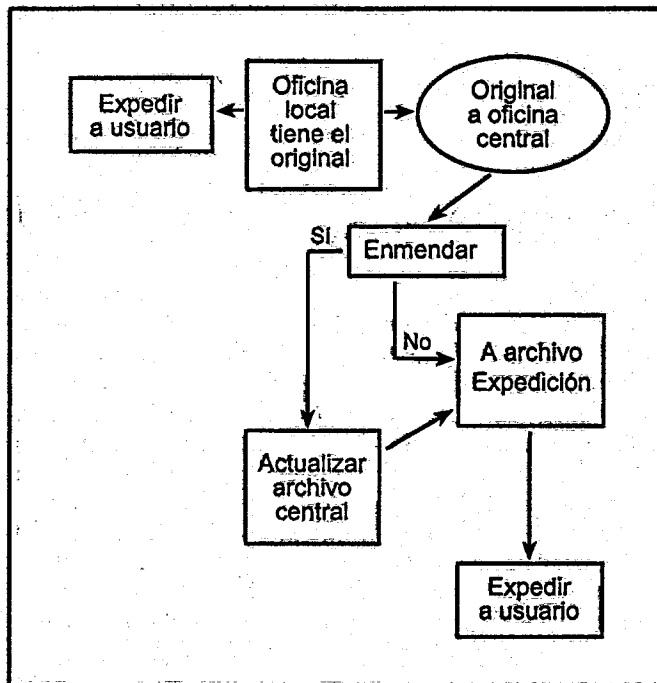 Expedir
a usuario
Oficina
local
tiene el
original
Original
a oficina
central
Sí
Enmendar
No
A archivo
Expedición
Actualizar
archivo
central
Expedir
a usuario